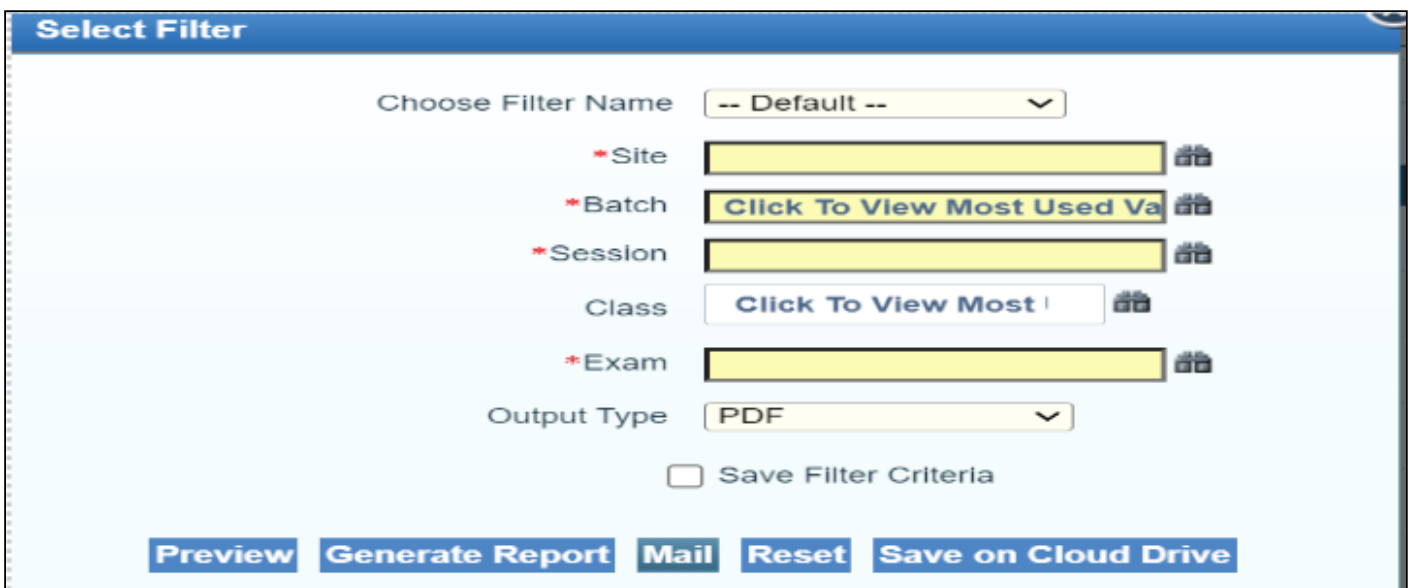 Select Filter
Choose Filter Name -- Default --
*Site
*Batch Click To View Most Used Va
*Session
Class Click To View Most
*Exam
Output Type PDF
Save Filter Criteria
Preview Generate Report Mail Reset Save on Cloud Drive